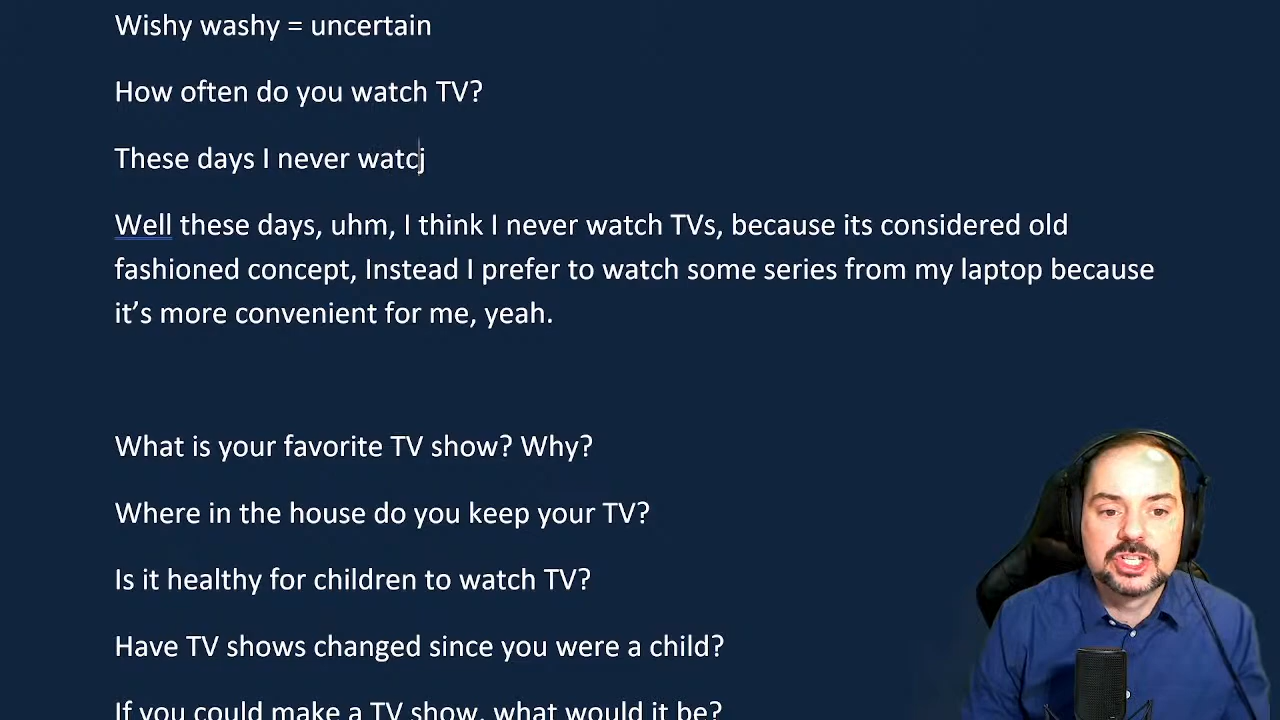 Wishy washy = uncertain
How often do you watch TV?
These days I never watcj
Well these days, uhm, I think I never watch TVs, because its considered old
fashioned concept, Instead I prefer to watch some series from my laptop because
it’s more convenient for me, yeah.
What is your favorite TV show? Why?
Where in the house do you keep your TV?
Is it healthy for children to watch TV?
Have TV shows changed since you were a child?
If you could make a TV show, what would it be?